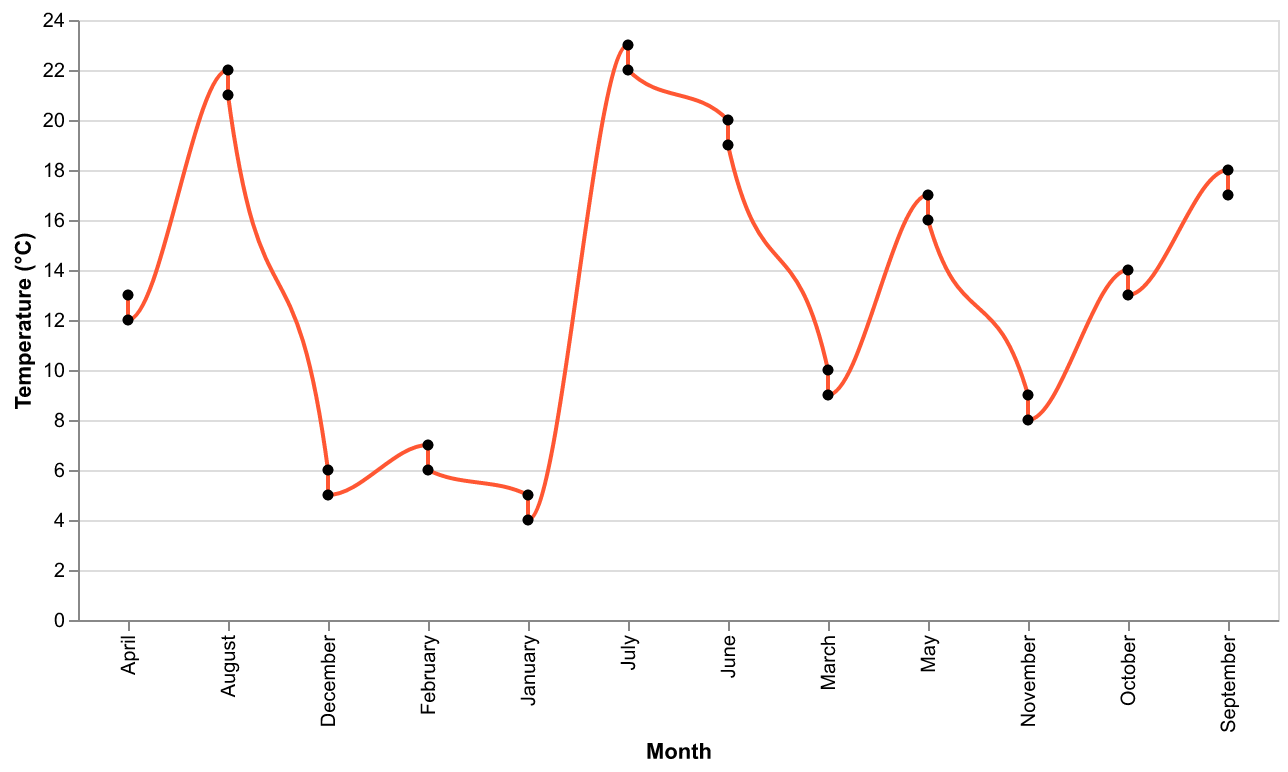 24
22
20
18
16
14
12
10
8
6
4
2
0
Temperature (°C)
April
August
December
February
January
July
June
March
May
November
October
September
Month